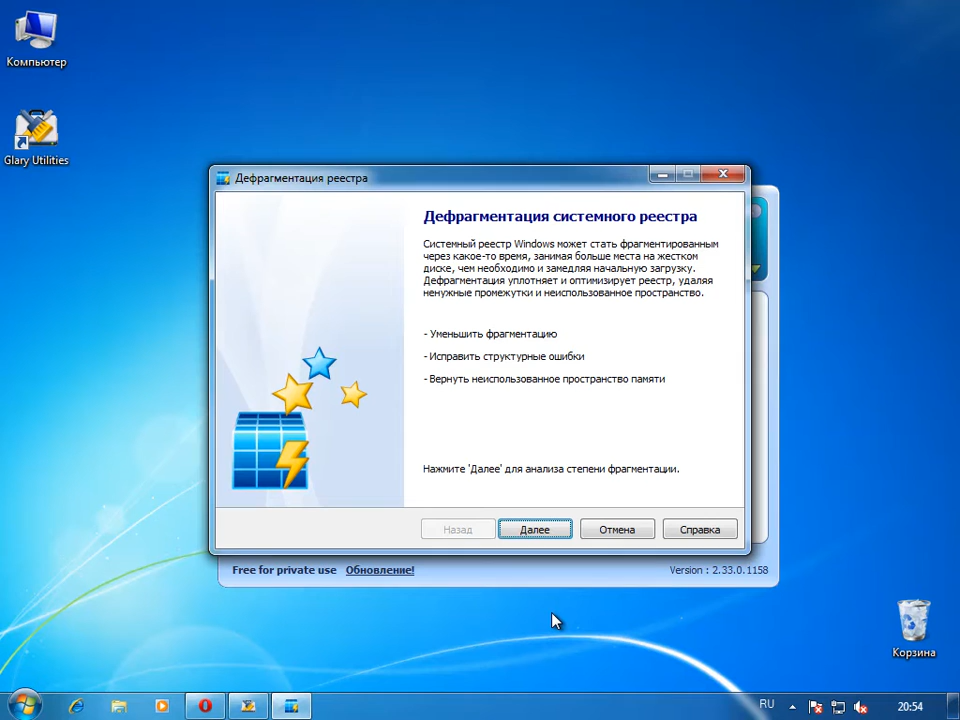 Компьютер
Glary Utilities
Дефрагментация реестра
Дефрагментация системного реестра
Системный реестр Windows может стать фрагментированным
через какое-то время, занимая больше места на жестком
диске, чем необходимо и замедляя начальную загрузку.
Дефрагментация уплотняет и оптимизирует реестр, удаляя
ненужные промежутки и неиспользованное пространство.
- Уменьшить фрагментацию
- Исправить структурные ошибки
- Вернуть неиспользованное пространство памяти
Нажмите 'Далее' для анализа степени фрагментации.
Назад Далее Отмена Справка
Free for private use Обновление! Version : 2.33.0.1158
Корзина
RU 20:54